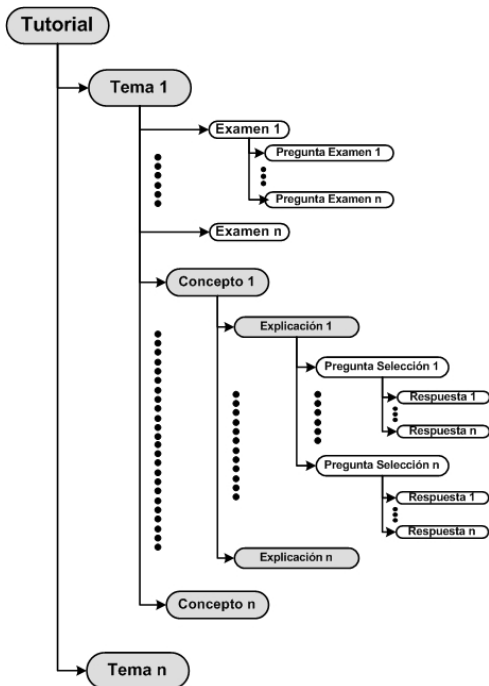 Tutorial
Tema 1
Examen 1
Pregunta Examen 1
Pregunta Examen n
Examen n
Concepto 1
Explicación 1
Pregunta Selección 1
Respuesta 1
Respuesta n
Pregunta Selección n
Respuesta 1
Respuesta n
Explicación n
Concepto n
Tema n